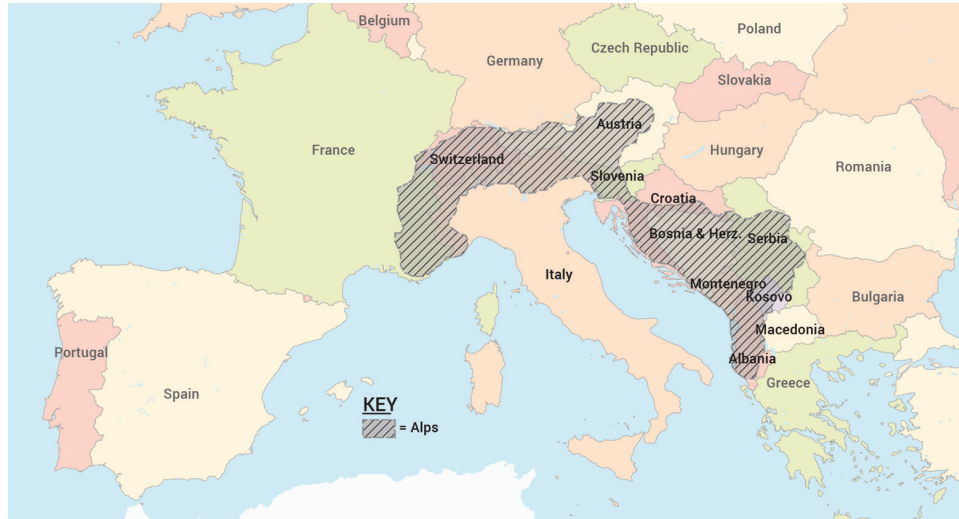 Belgium
Poland
Czech Republic
Germany
Slovakia
Austria
France
Switzerland
Hungary
Romania
Slovenia
Croatia
Bosnia & Herz.
Serbia
Italy
Montenegro
Kosovo
Bulgaria
Macedonia
Portugal
Albania
Spain
Greece
KEY
= Alps